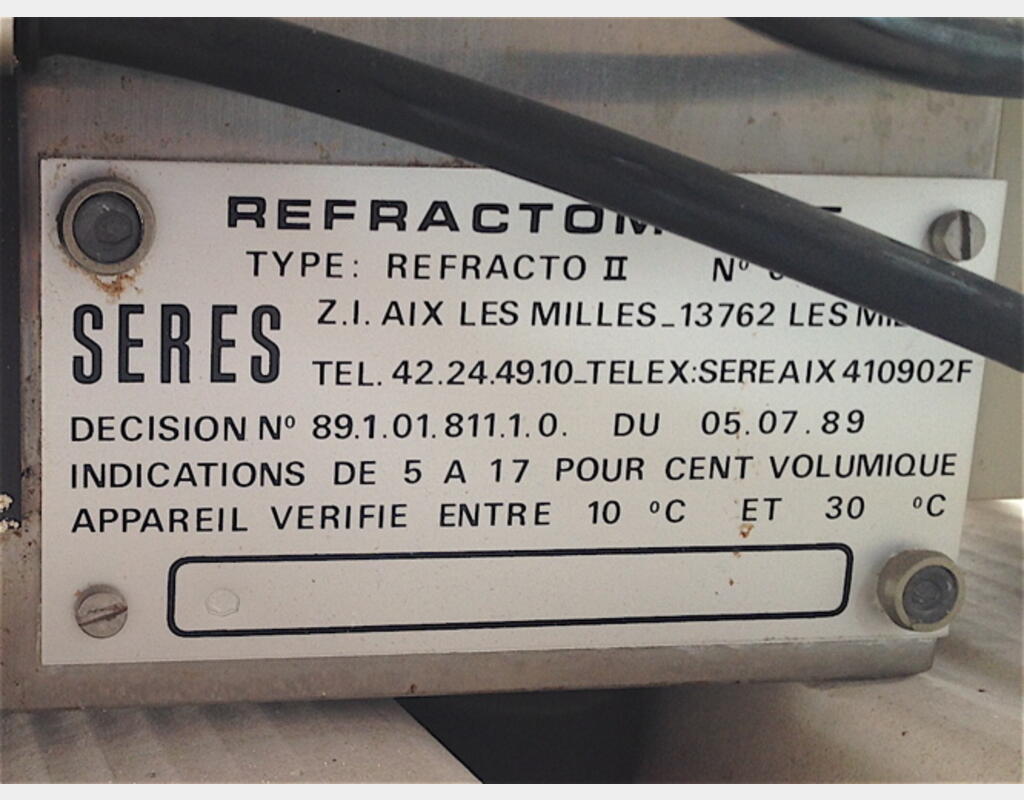 TYPE: REFRACTO II Nº
SERES
Z.I. AIX LES MILLES_13762 LES
TEL. 42.24.49.10_TELEX:SEREAIX 410902F
DECISION Nº 89.1.01.811.1.0. DU 05.07.89
INDICATIONS DE 5 A 17 POUR CENT VOLUMIQUE
APPAREIL VERIFIE ENTRE 10 ºC ET 30 ºC